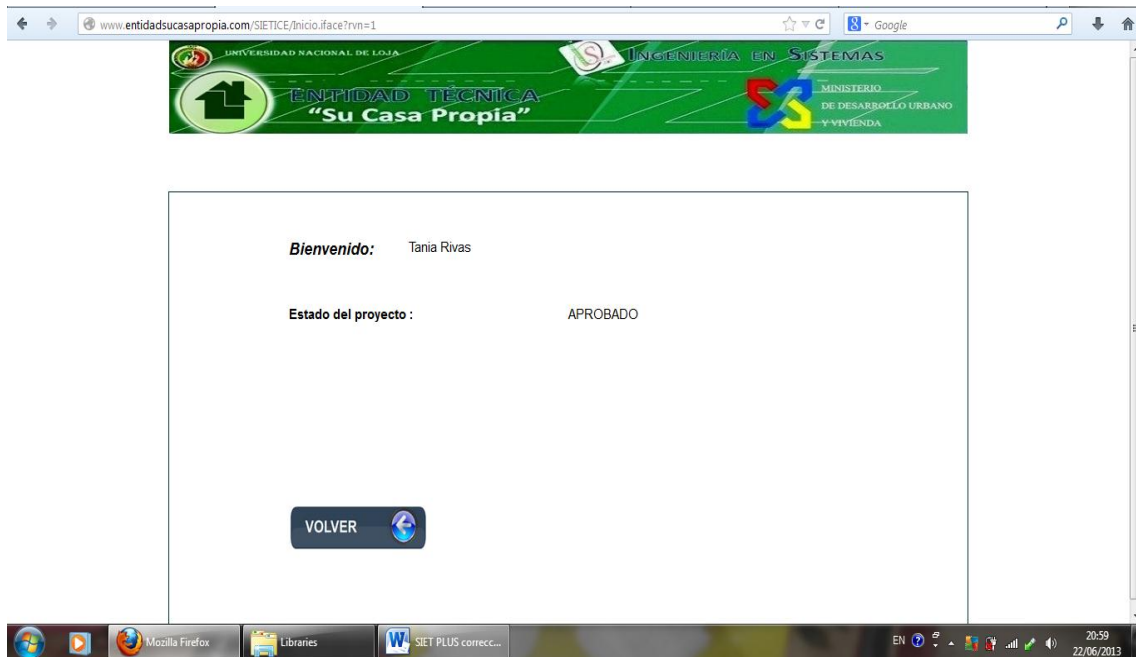 www.entidadsucasapropia.com/SIETICE/Inicio.iface?rvn=1
Google
UNIVERSIDAD NACIONAL DE LOJA
INGENIERÍA EN SISTEMAS
ENTIDAD TÉCNICA
"Su Casa Propia"
MINISTERIO
DE DESARROLLO URBANO
Y VIVIENDA
Bienvenido: Tania Rivas
Estado del proyecto : APROBADO
VOLVER
Mozilla Firefox
Libraries
SIET PLUS correcc...
EN
20:59
22/06/2013